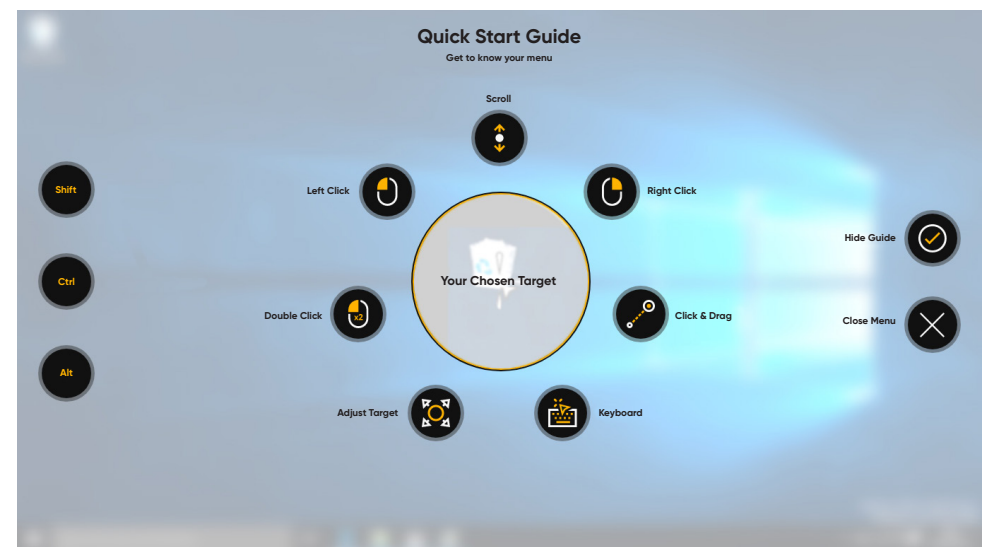 Quick Start Guide
Get to know your menu
Scroll
Left Click
Right Click
Shift
Hide Guide
Ctrl
Your Chosen Target
Double Click
x2
Click & Drag
Close Menu
Alt
Adjust Target
Keyboard